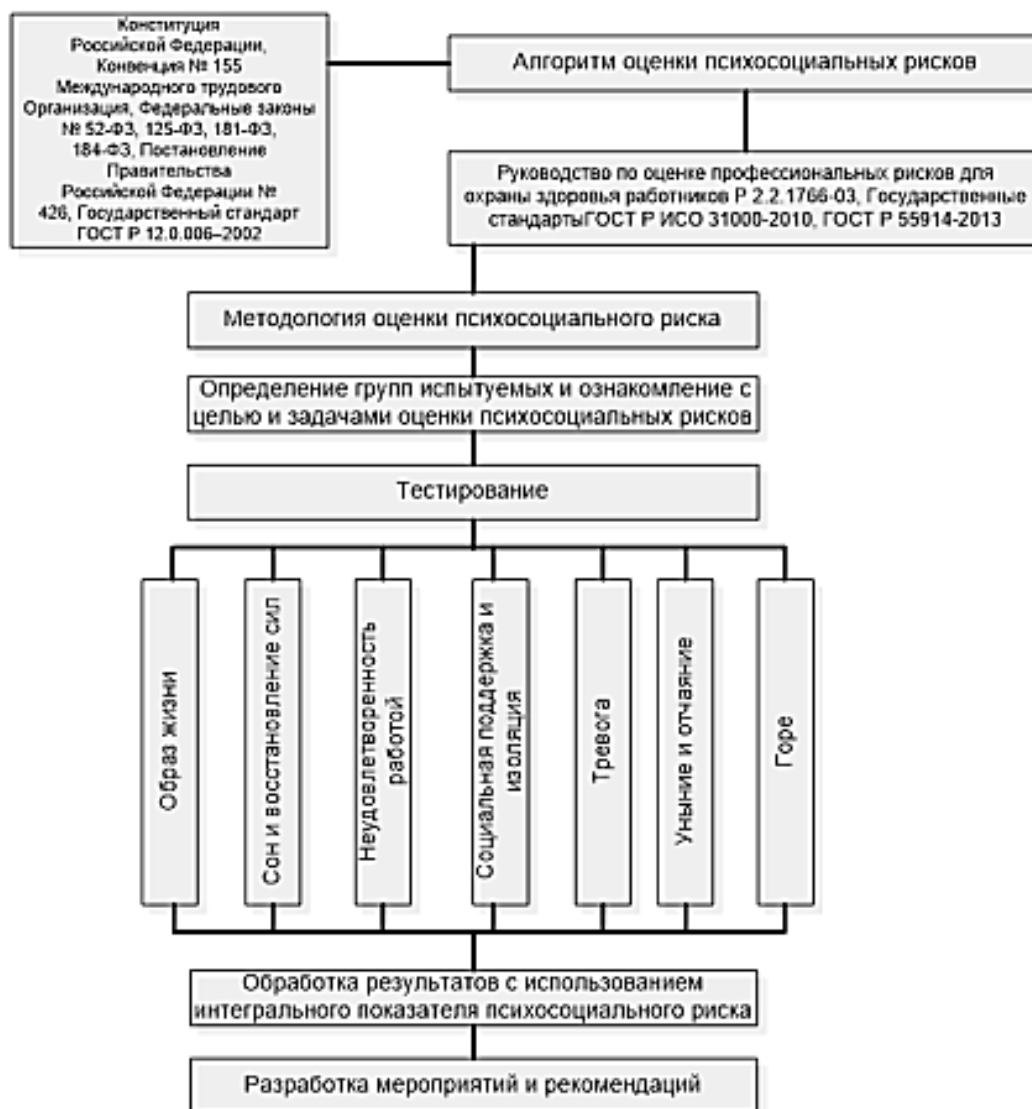 Конституция
Российской Федерации,
Конвенция № 155
Международного трудового
Организация, Федеральные законы
№ 52-ФЗ, 125-ФЗ, 181-ФЗ,
184-ФЗ, Постановление
Правительства
Российской Федерации №
426, Государственный стандарт
ГОСТ Р 12.0.006–2002
Алгоритм оценки психосоциальных рисков
Руководство по оценке профессиональных рисков для
охраны здоровья работников Р 2.2.1766-03, Государственные
стандартыГОСТ Р ИСО 31000-2010, ГОСТ Р 55914-2013
Методология оценки психосоциального риска
Определение групп испытуемых и ознакомление с
целью и задачами оценки психосоциальных рисков
Тестирование
Образ жизни
Сон и восстановление сил
Неудовлетворенность
работой
Социальная поддержка и
изоляция
Тревога
Уныние и отчаяние
Горе
Обработка результатов с использованием
интегрального показателя психосоциального риска
Разработка мероприятий и рекомендаций